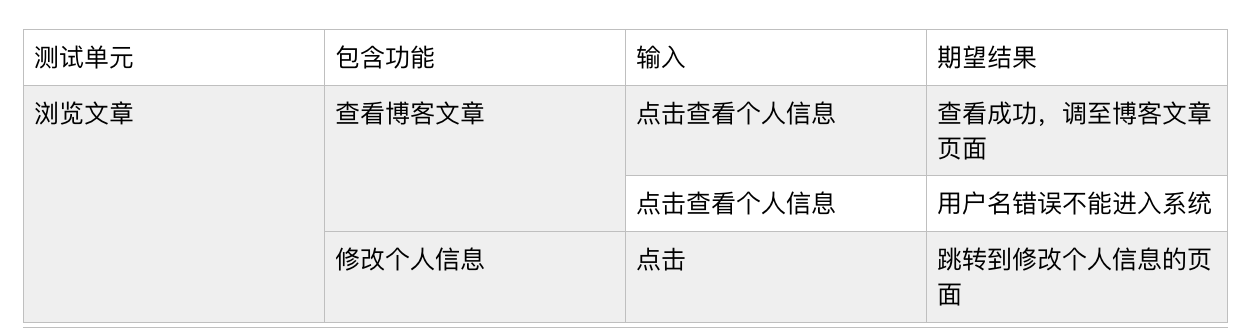 测试单元 包含功能 输入 期望结果
浏览文章 查看博客文章 点击查看个人信息 查看成功，调至博客文章
页面
点击查看个人信息 用户名错误不能进入系统
修改个人信息 点击 跳转到修改个人信息的页
面